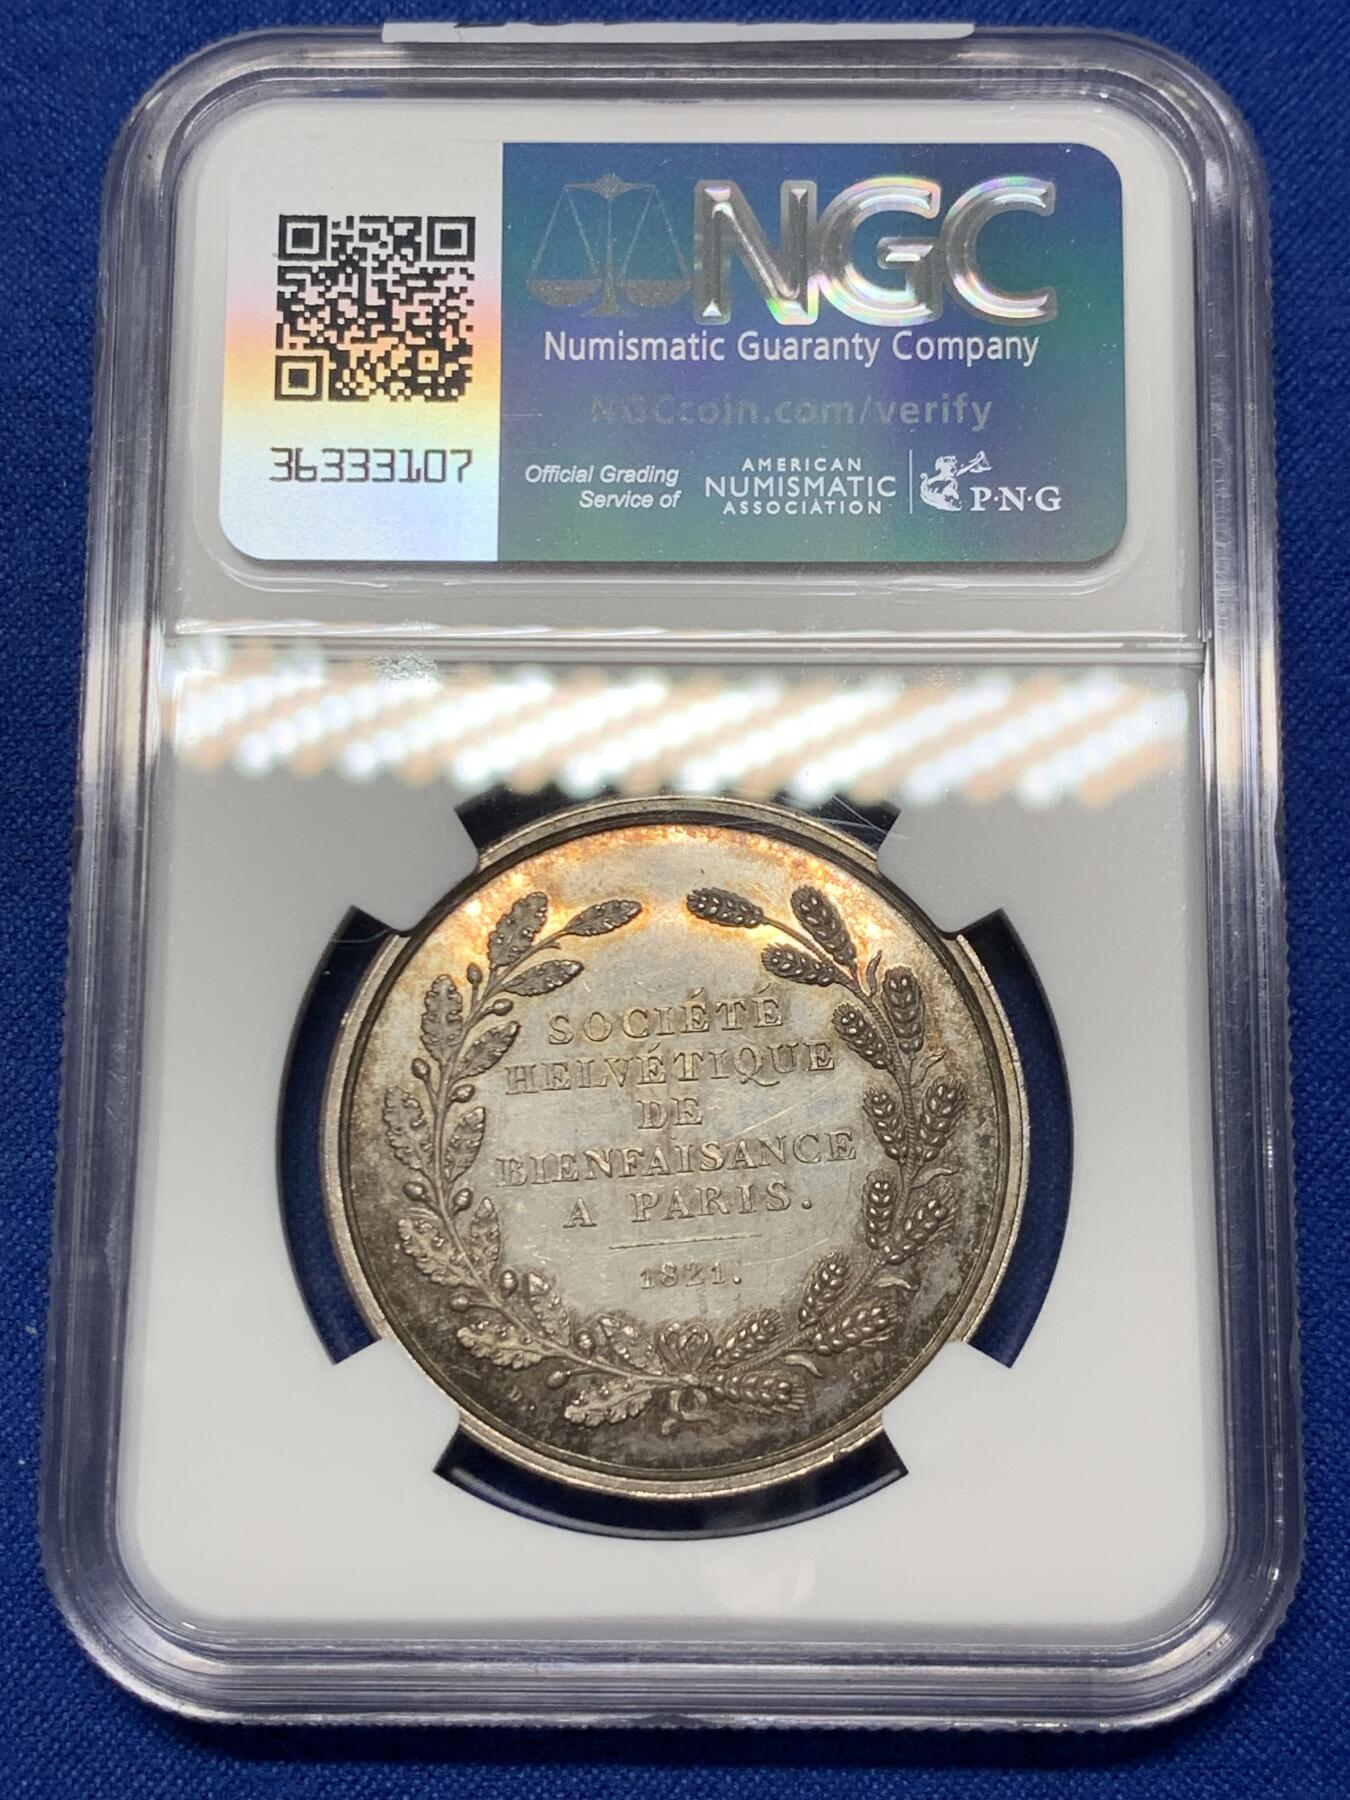 NGC
Numismatic Guaranty Company
NGCcoin.com/verify
36333107
Official Grading
Service of
AMERICAN
NUMISMATIC
ASSOCIATION
P·N·G
SOCIÉTÉ
HELVÉTIQUE
DE
BIENFAISANCE
A PARIS.
1821.
D.
F.